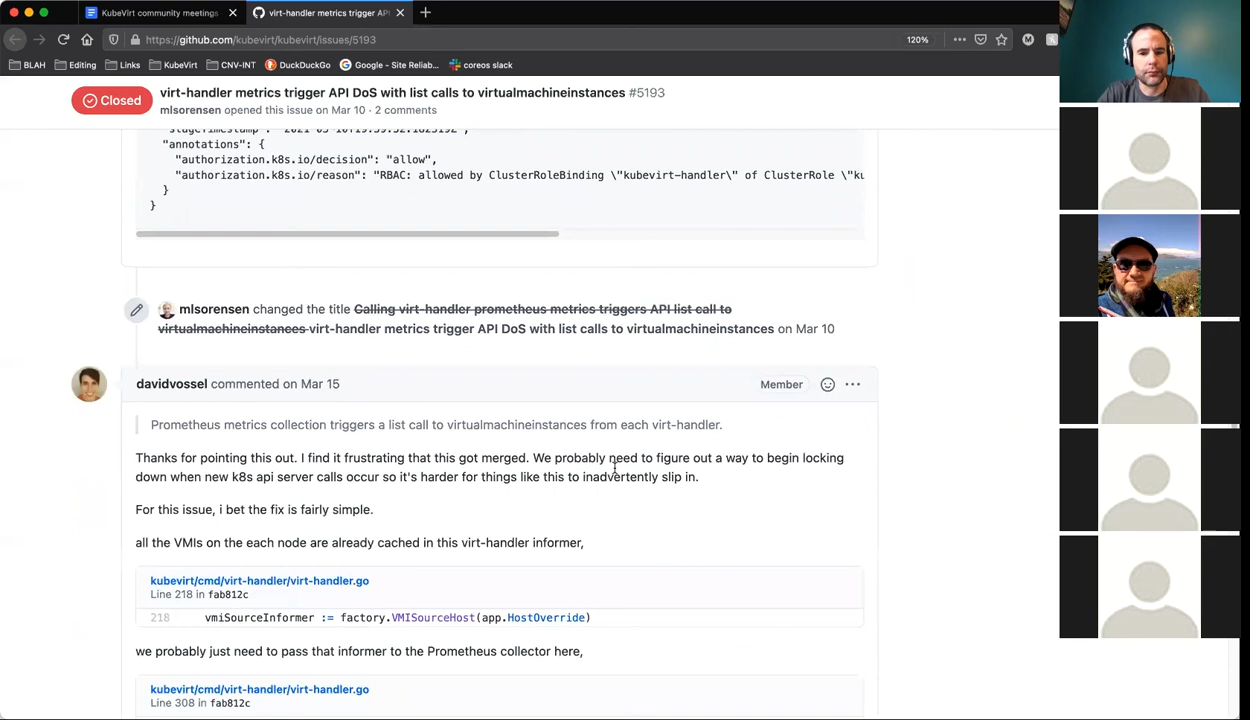 KubeVirt community meetings
virt-handler metrics trigger API
https://github.com/kubevirt/kubevirt/issues/5193
120%
M
BLAH
Editing
Links
KubeVirt
CNV-INT
DuckDuckGo
Google - Site Reliab...
coreos slack
Closed
virt-handler metrics trigger API DoS with list calls to virtualmachineinstances #5193
mlsorensen opened this issue on Mar 10 · 2 comments
"annotations": {
"authorization.k8s.io/decision": "allow",
"authorization.k8s.io/reason": "RBAC: allowed by ClusterRoleBinding \"kubevirt-handler\" of ClusterRole \"ku
}
}
mlsorensen changed the title Calling virt-handler prometheus metrics triggers API list call to
virtualmachineinstances virt-handler metrics trigger API DoS with list calls to virtualmachineinstances on Mar 10
davidvossel commented on Mar 15
Member
Prometheus metrics collection triggers a list call to virtualmachineinstances from each virt-handler.
Thanks for pointing this out. I find it frustrating that this got merged. We probably need to figure out a way to begin locking
down when new k8s api server calls occur so it's harder for things like this to inadvertently slip in.
For this issue, i bet the fix is fairly simple.
all the VMIs on the each node are already cached in this virt-handler informer,
kubevirt/cmd/virt-handler/virt-handler.go
Line 218 in fab812c
218 vmiSourceInformer := factory.VMISourceHost(app.HostOverride)
we probably just need to pass that informer to the Prometheus collector here,
kubevirt/cmd/virt-handler/virt-handler.go
Line 308 in fab812c